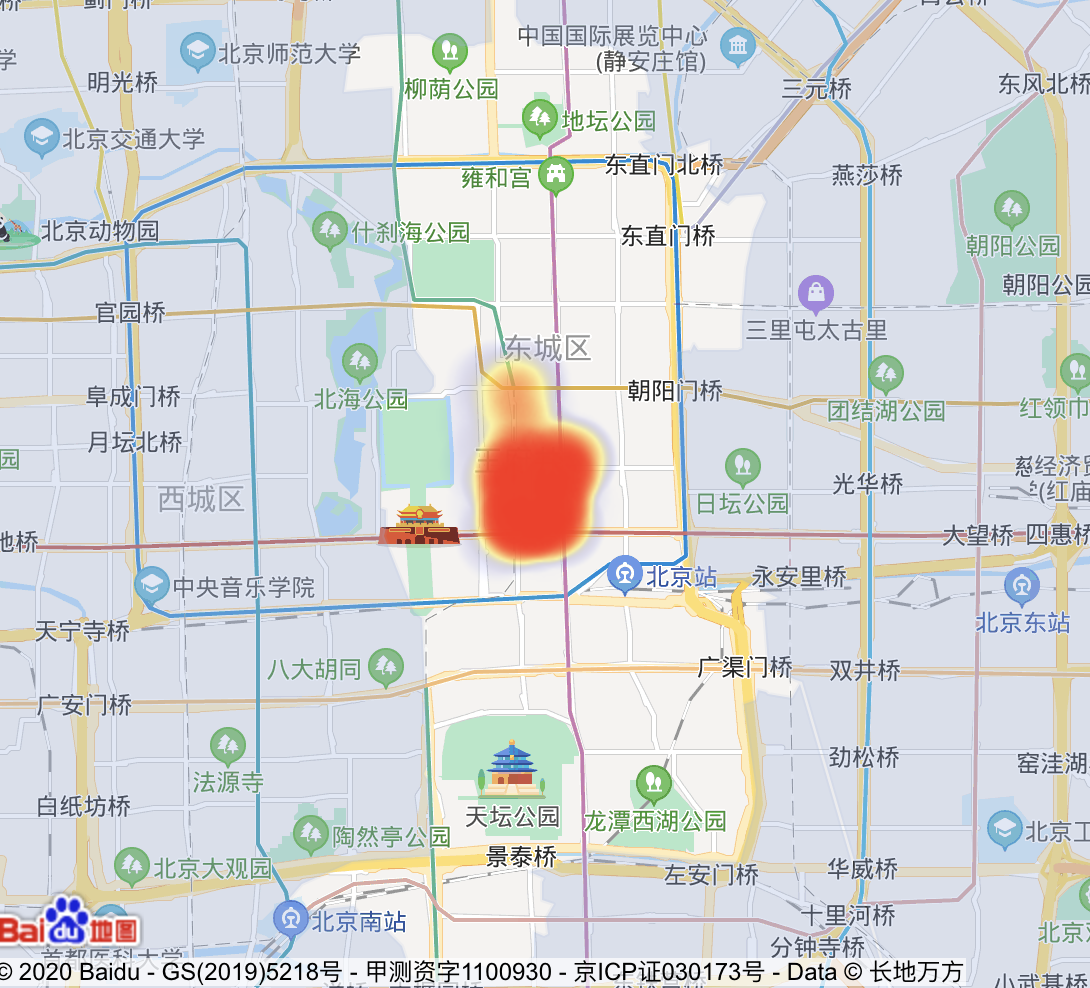 北京师范大学
中国国际展览中心
(静安庄馆)
明光桥
柳荫公园
三元桥
东风北桥
地坛公园
北京交通大学
东直门北桥
雍和宫
燕莎桥
北京动物园
什刹海公园
东直门桥
朝阳公园
朝阳公园
官园桥
三里屯太古里
东城区
阜成门桥
北海公园
朝阳门桥
团结湖公园
红领巾
月坛北桥
园
西城区
日坛公园
光华桥
(红庙
大望桥
四惠桥
中央音乐学院
北京站
永安里桥
天宁寺桥
北京东站
八大胡同
广渠门桥
双井桥
广安门桥
法源寺
劲松桥
窑洼湖
白纸坊桥
天坛公园
龙潭西湖公园
陶然亭公园
北京工
北京大观园
景泰桥
左安门桥
华威桥
北京南站
十里河桥
Bai du 地图
分钟寺桥
首都医科大学
© 2020 Baidu - GS(2019)5218号 - 甲测资字1100930 - 京ICP证030173号 - Data © 长地万方
小武基桥